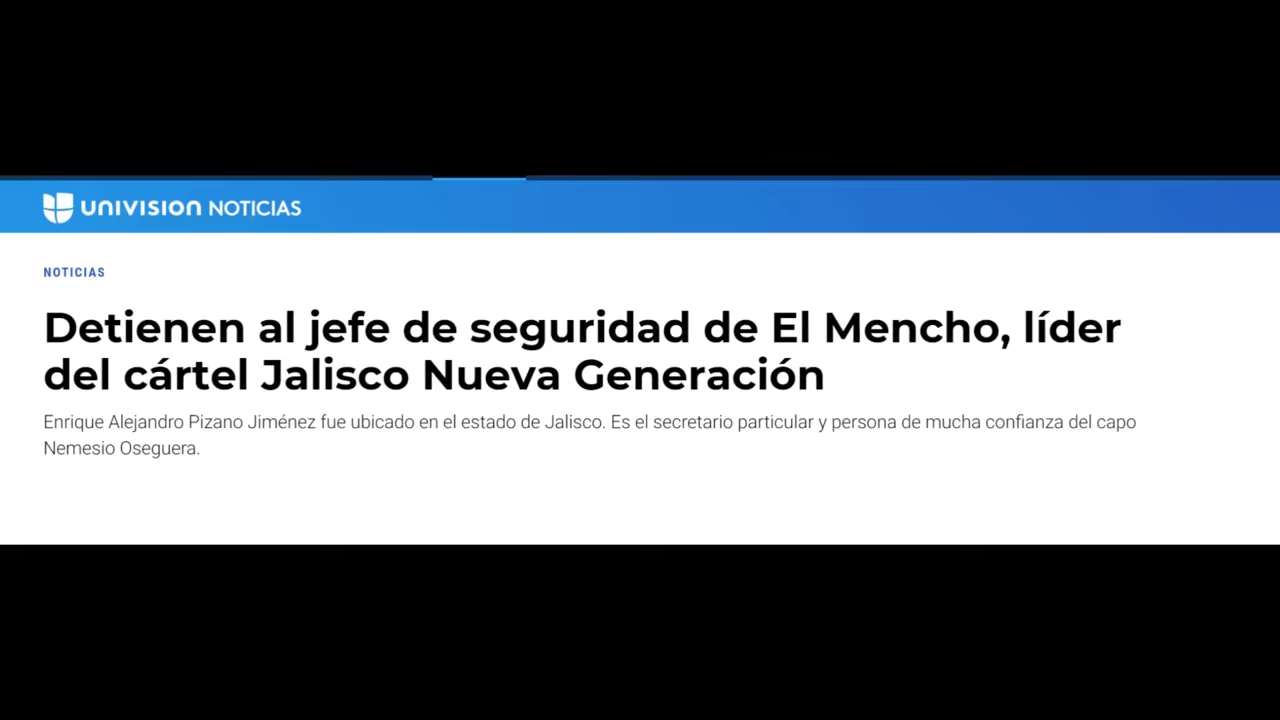 UNIVISION NOTICIAS
NOTICIAS
Detienen al jefe de seguridad de El Mencho, líder
del cártel Jalisco Nueva Generación
Enrique Alejandro Pizano Jiménez fue ubicado en el estado de Jalisco. Es el secretario particular y persona de mucha confianza del capo
Nemesio Oseguera.